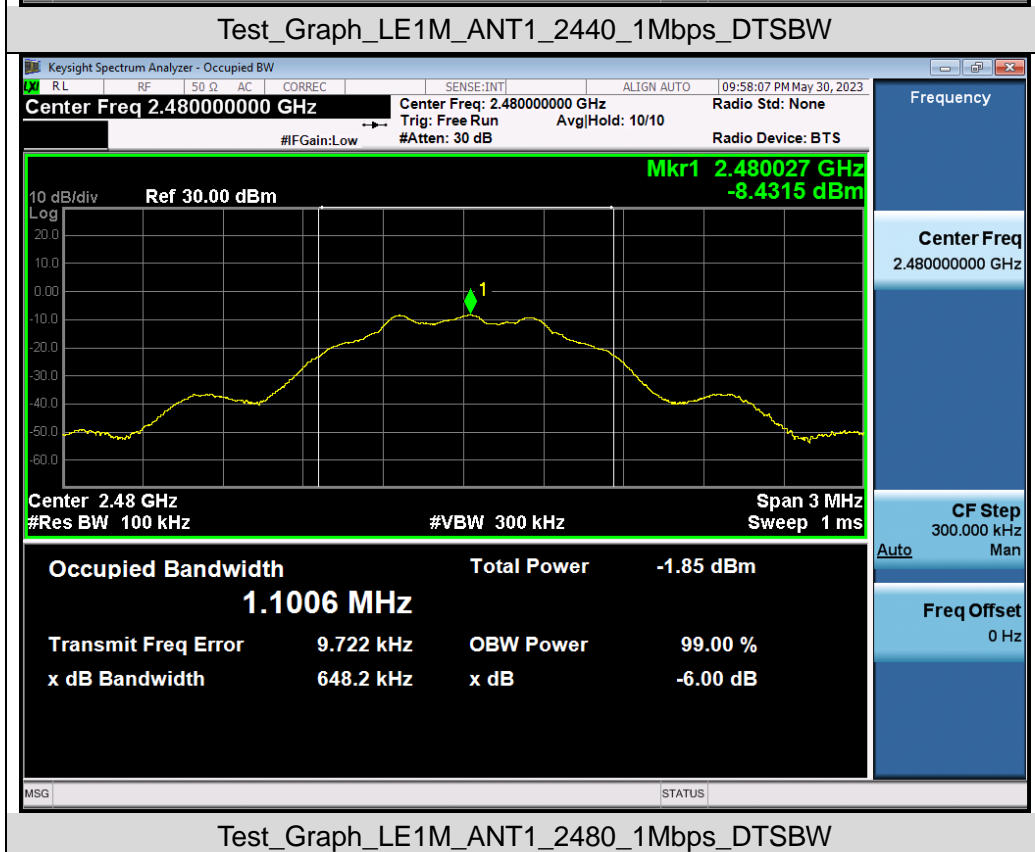 Test_Graph_LE1M_ANT1_2440_1Mbps_DTSBW
Keysight Spectrum Analyzer - Occupied BW
LXI RL RF 50 Ω AC CORREC SENSE:INT ALIGN AUTO 09:58:07 PM May 30, 2023
Center Freq 2.480000000 GHz Center Freq: 2.480000000 GHz Radio Std: None
Trig: Free Run Avg|Hold: 10/10
#IFGain:Low #Atten: 30 dB Radio Device: BTS
Frequency
Mkr1 2.480027 GHz
10 dB/div Ref 30.00 dBm -8.4315 dBm
Log
20.0
10.0
0.00
-10.0
-20.0
-30.0
-40.0
-50.0
-60.0
1
Center 2.48 GHz Span 3 MHz
#Res BW 100 kHz #VBW 300 kHz Sweep 1 ms
Center Freq
2.480000000 GHz
CF Step
300.000 kHz
Auto Man
Freq Offset
0 Hz
Occupied Bandwidth Total Power -1.85 dBm
1.1006 MHz
Transmit Freq Error 9.722 kHz OBW Power 99.00 %
x dB Bandwidth 648.2 kHz x dB -6.00 dB
MSG STATUS
Test_Graph_LE1M_ANT1_2480_1Mbps_DTSBW